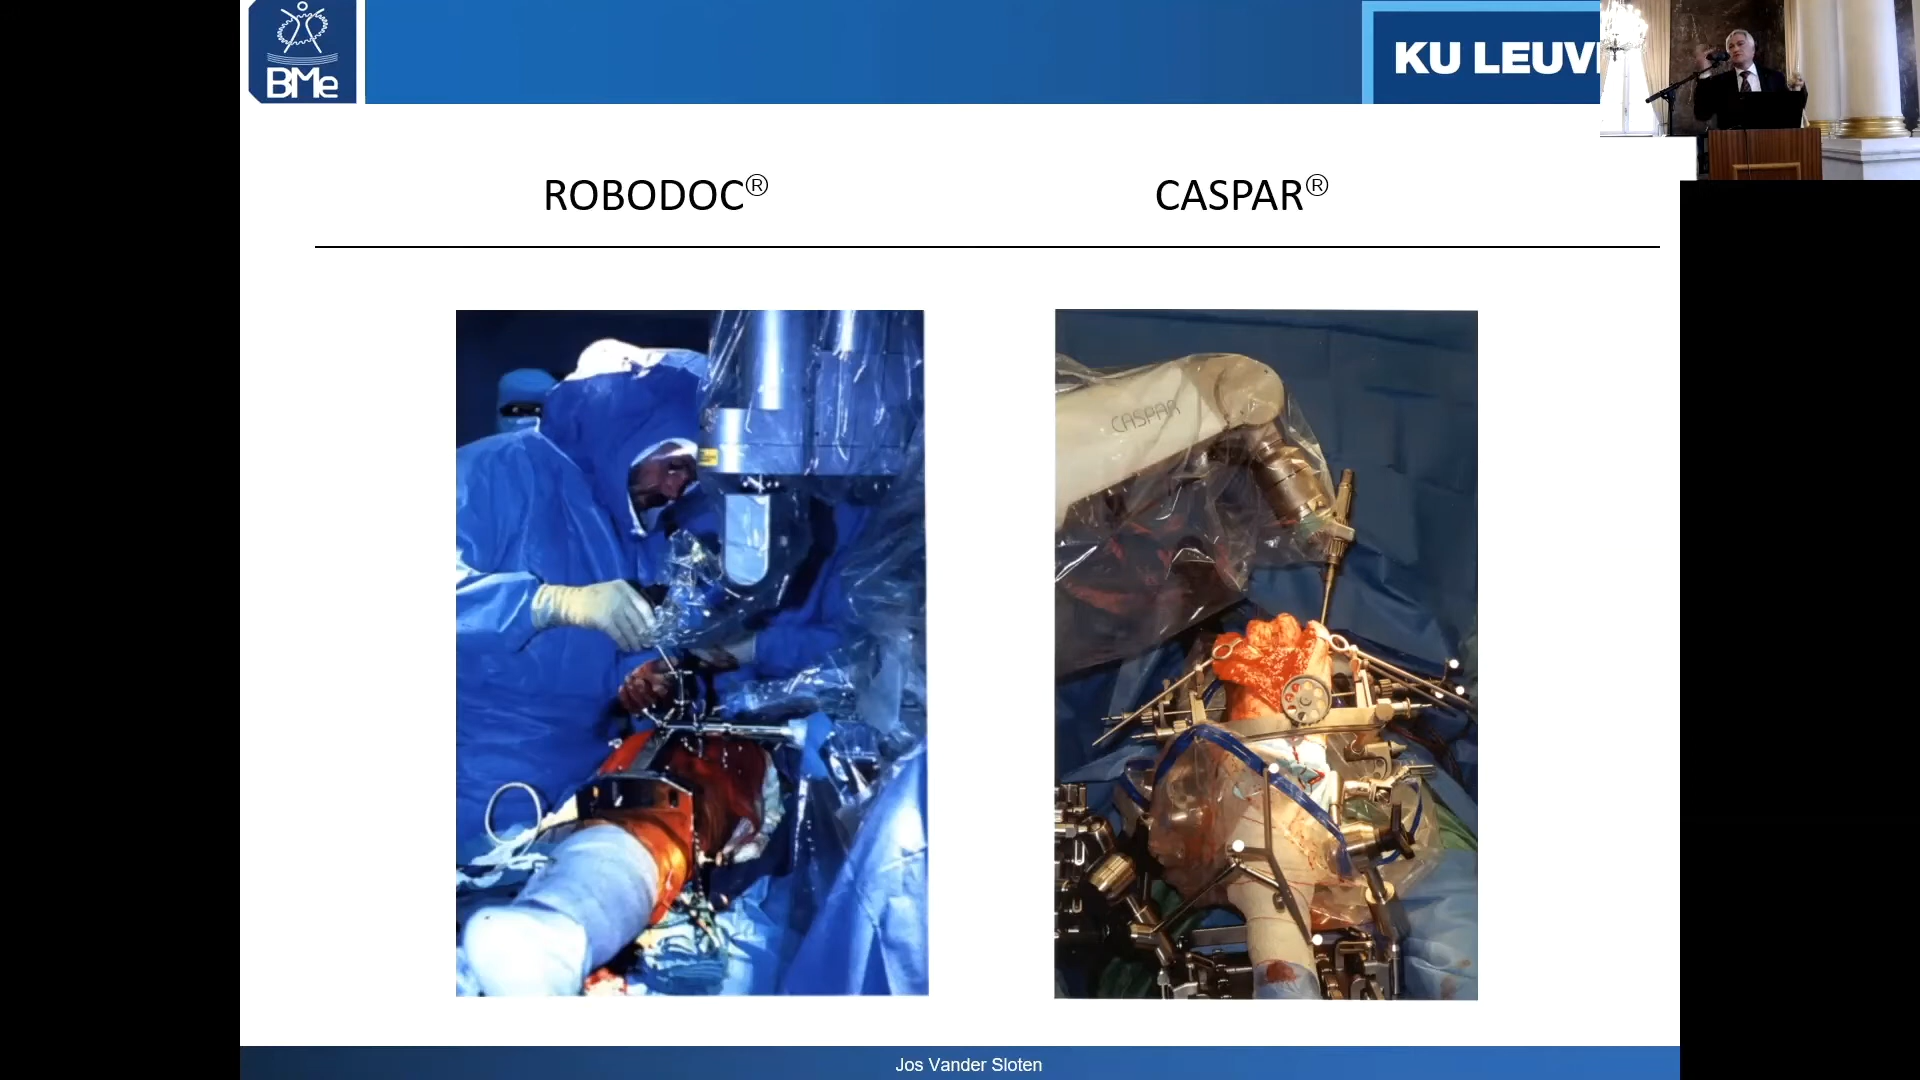 BMe
KU LEUV
ROBODOC®
CASPAR®
CASPAR
Jos Vander Sloten